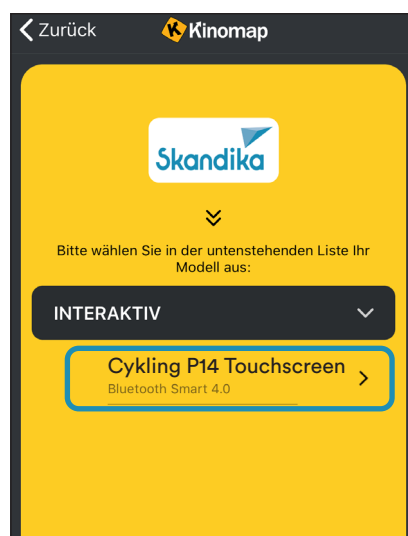 Zurück
Kinomap
Skandika
Bitte wählen Sie in der untenstehenden Liste Ihr
Modell aus:
INTERAKTIV
Cykling P14 Touchscreen
Bluetooth Smart 4.0